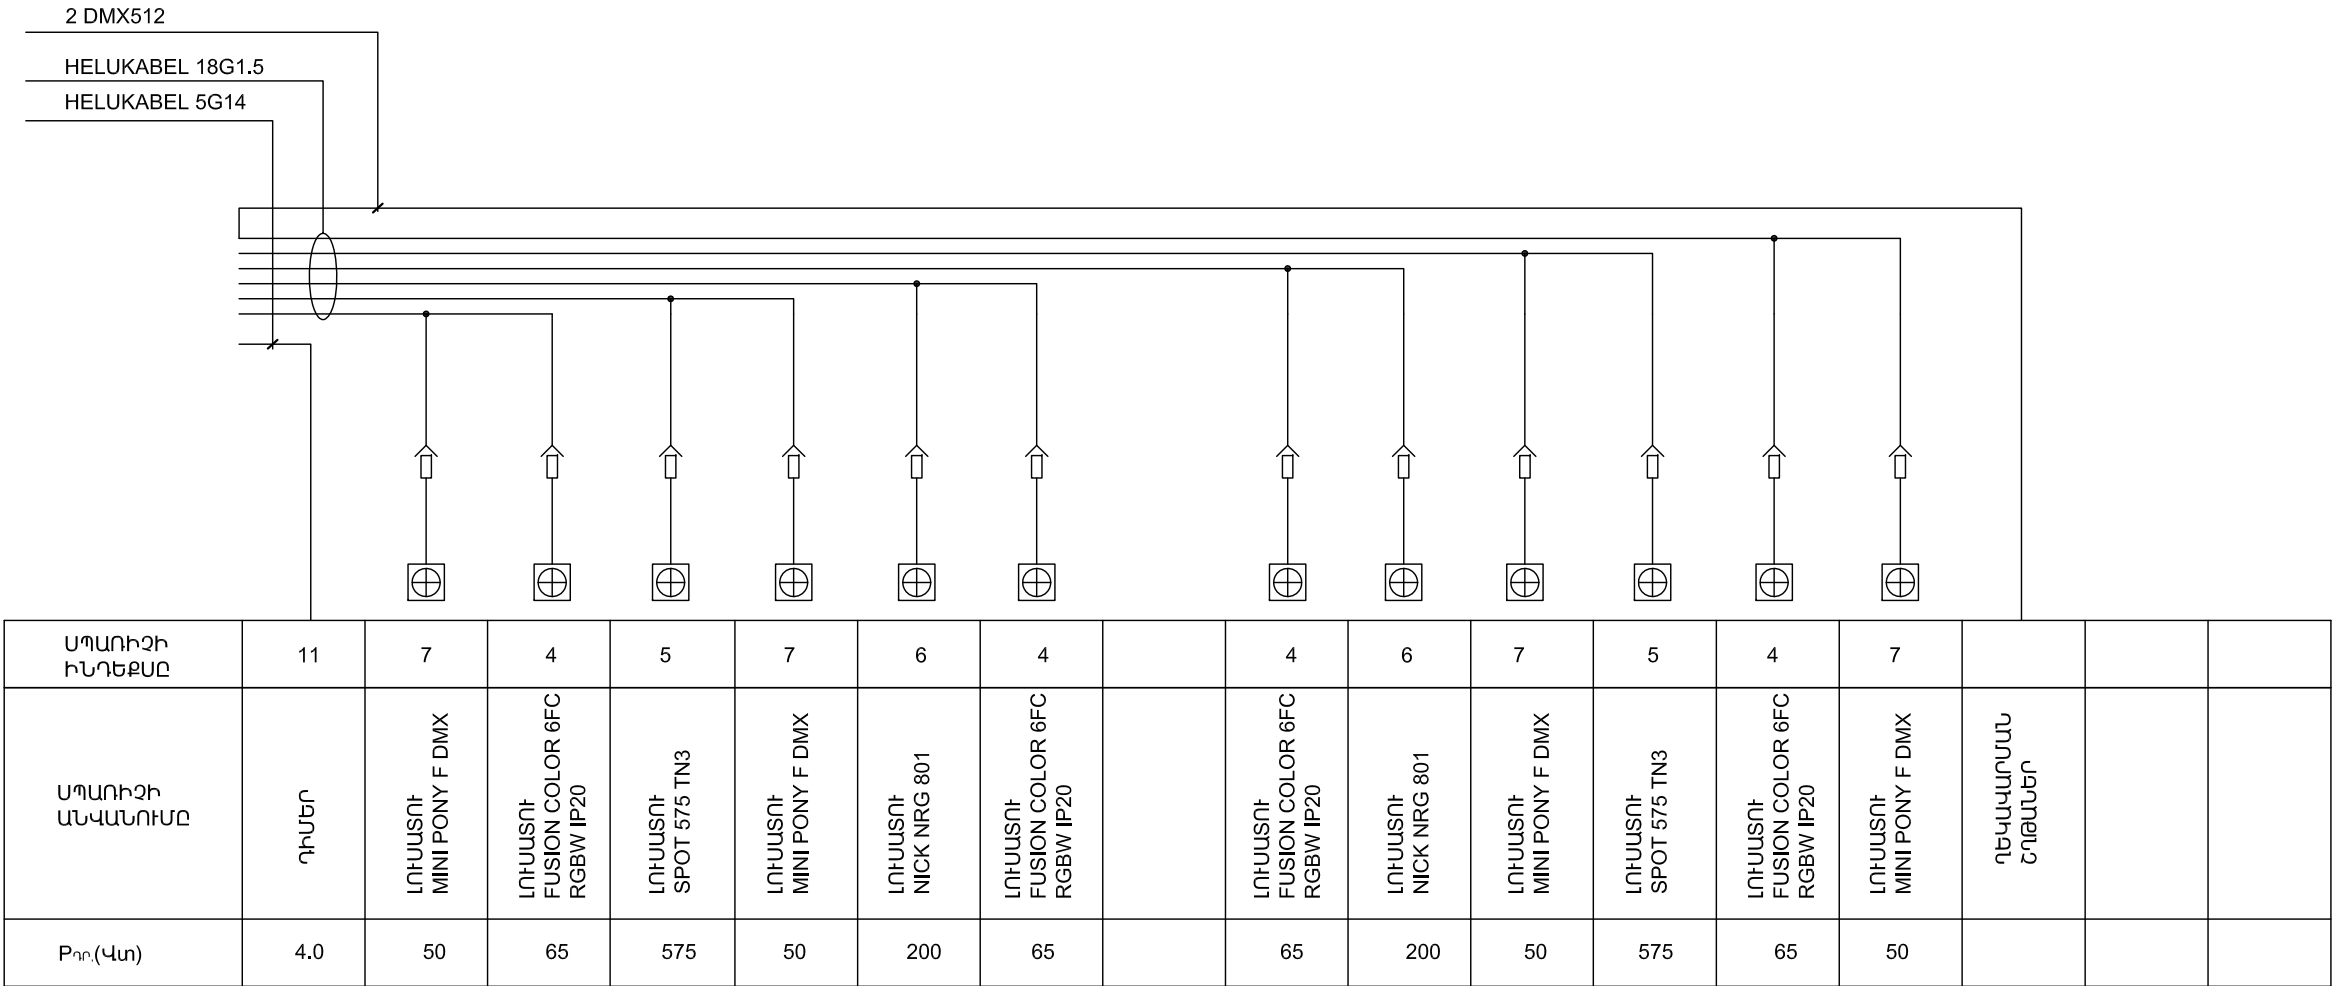 2 DMX512
HELUKABEL 18G1.5
HELUKABEL 5G14
ՍՊԱՌԻՉԻ
ԻՆԴԵՔՍԸ
11
7
4
5
7
6
4
4
6
7
5
4
7
ՍՊԱՌԻՉԻ
ԱՆՎԱՆՈՒՄԸ
ԴԻՄԵՐ
ԼՈՒՍԱՏՈՒ
MINI PONY F DMX
ԼՈՒՍԱՏՈՒ
FUSION COLOR 6FC
RGBW IP20
ԼՈՒՍԱՏՈՒ
SPOT 575 TN3
ԼՈՒՍԱՏՈՒ
MINI PONY F DMX
ԼՈՒՍԱՏՈՒ
NICK NRG 801
ԼՈՒՍԱՏՈՒ
FUSION COLOR 6FC
RGBW IP20
ԼՈՒՍԱՏՈՒ
FUSION COLOR 6FC
RGBW IP20
ԼՈՒՍԱՏՈՒ
NICK NRG 801
ԼՈՒՍԱՏՈՒ
MINI PONY F DMX
ԼՈՒՍԱՏՈՒ
SPOT 575 TN3
ԼՈՒՍԱՏՈՒ
FUSION COLOR 6FC
RGBW IP20
ԼՈՒՍԱՏՈՒ
MINI PONY F DMX
ՂԵԿԱՎԱՐՄԱՆ
ՇՂԹԱՆԵՐ
Pդր.(Վտ)
4.0
50
65
575
50
200
65
65
200
50
575
65
50